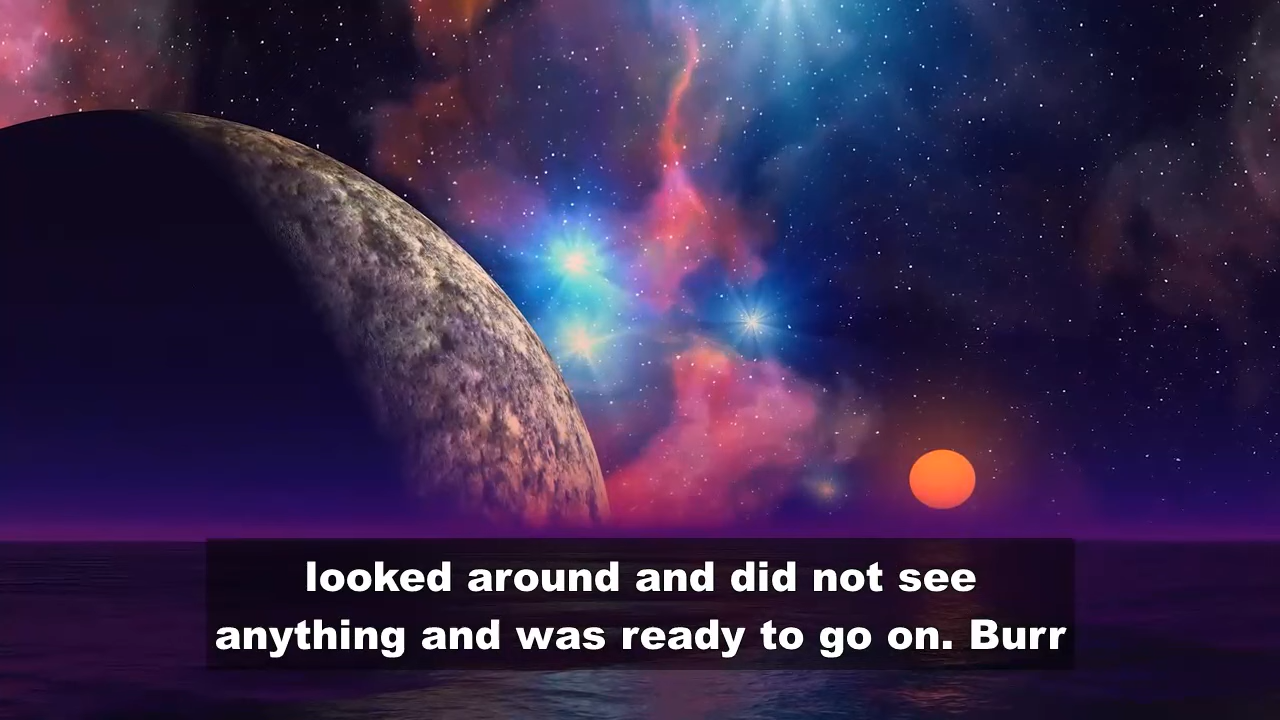 looked around and did not see
anything and was ready to go on. Burr